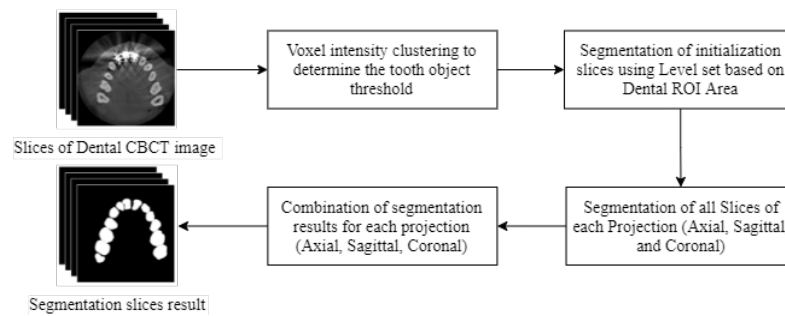 Slices of Dental CBCT image
Voxel intensity clustering to
determine the tooth object
threshold
Segmentation of initialization
slices using Level set based on
Dental ROI Area
Segmentation of all Slices of
each Projection (Axial, Sagittal
and Coronal)
Combination of segmentation
results for each projection
(Axial, Sagittal, Coronal)
Segmentation slices result